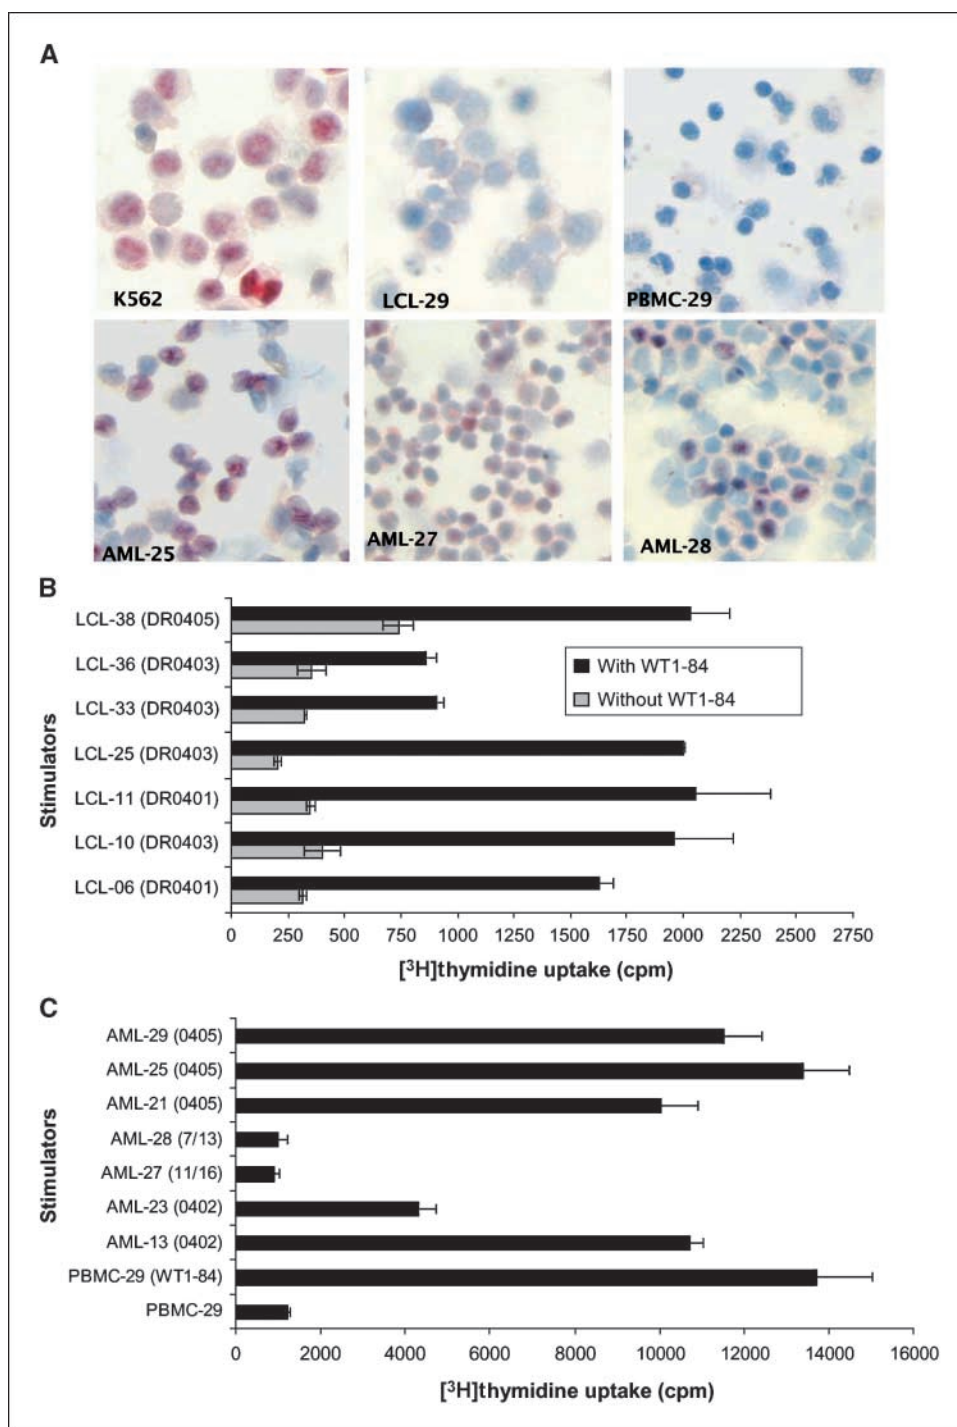 A
K562
LCL-29
PBMC-29
AML-25
AML-27
AML-28
B
LCL-38 (DR0405)
LCL-36 (DR0403)
LCL-33 (DR0403)
LCL-25 (DR0403)
LCL-11 (DR0401)
LCL-10 (DR0403)
LCL-06 (DR0401)
Stimulators
With WT1-84
Without WT1-84
0 250 500 750 1000 1250 1500 1750 2000 2250 2500 2750
[³H]thymidine uptake (cpm)
C
AML-29 (0405)
AML-25 (0405)
AML-21 (0405)
AML-28 (7/13)
AML-27 (11/16)
AML-23 (0402)
AML-13 (0402)
PBMC-29 (WT1-84)
PBMC-29
Stimulators
0 2000 4000 6000 8000 10000 12000 14000 16000
[³H]thymidine uptake (cpm)